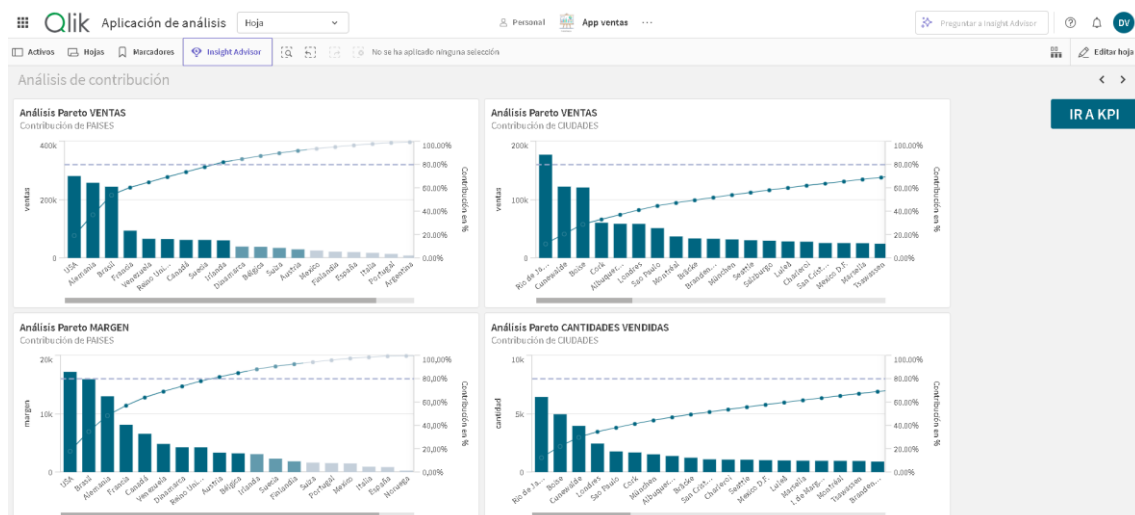 Qlik Aplicación de análisis Hoja Personal App ventas ... Preguntar a Insight Advisor DV
Activos Hojas Marcadores Insight Advisor No se ha aplicado ninguna selección Editar hoja
Análisis de contribución
IR A KPI
Análisis Pareto VENTAS
Contribución de PAISES
400k
200k
0
ventas
100,00%
80,00%
60,00%
40,00%
20,00%
0,00%
Contribución en %
USA
Alemania
Brasil
Francia
Venezuela
Reino Uni...
Canadá
Suecia
Irlanda
Dinamarca
Bélgica
Suiza
Austria
Mexico
Finlandia
España
Italia
Portugal
Argentina
Análisis Pareto VENTAS
Contribución de CIUDADES
200k
100k
0
ventas
100,00%
80,00%
60,00%
40,00%
20,00%
0,00%
Contribución en %
Rio de Ja...
Cunewalde
Boise
Cork
Albuquer...
Londres
Sao Paulo
Montréal
Bräcke
Branden...
München
Seattle
Salzburgo
Luleå
Charleroi
San Crist...
Mexico D.F.
Marsella
Tsawassen
Análisis Pareto MARGEN
Contribución de PAISES
20k
10k
0
margen
100,00%
80,00%
60,00%
40,00%
20,00%
0,00%
Contribución en %
USA
Brasil
Alemania
Francia
Canadá
Venezuela
Dinamarca
Reino Uni...
Austria
Bélgica
Irlanda
Suecia
Finlandia
Suiza
Portugal
Mexico
Italia
España
Noruega
Análisis Pareto CANTIDADES VENDIDAS
Contribución de CIUDADES
10k
5k
0
cantidad
100,00%
80,00%
60,00%
40,00%
20,00%
0,00%
Contribución en %
Rio de Ja...
Boise
Cunewalde
Londres
Sao Paulo
Cork
München
Albuquer...
Bräcke
San Crist...
Charleroi
Seattle
Mexico D.F.
Luleå
Marsella
I. de Marg...
Montréal
Tsawassen
Branden...